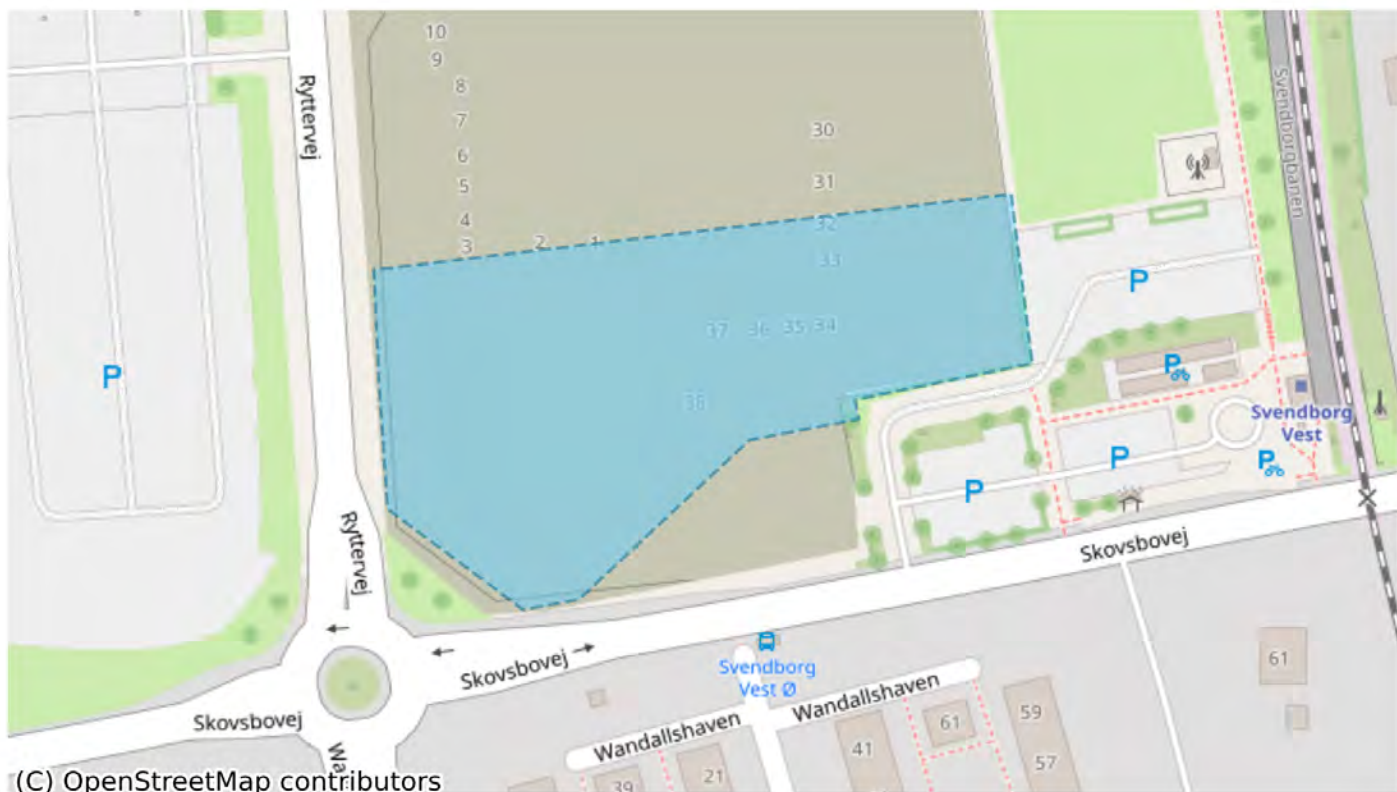 10
9
8
7
6
5
4
3
2
1
30
31
32
33
37 36 35 34
38
Ryttervej
Ryttervej
Svendborgbanen
P
P
P
P
P
P
Svendborg
Vest
Skovsbovej
Skovsbovej
Skovsbovej
Svendborg
Vest Ø
Wandallshaven
Wandallshaven
61
61
59
57
41
39
21
(C) OpenStreetMap contributors